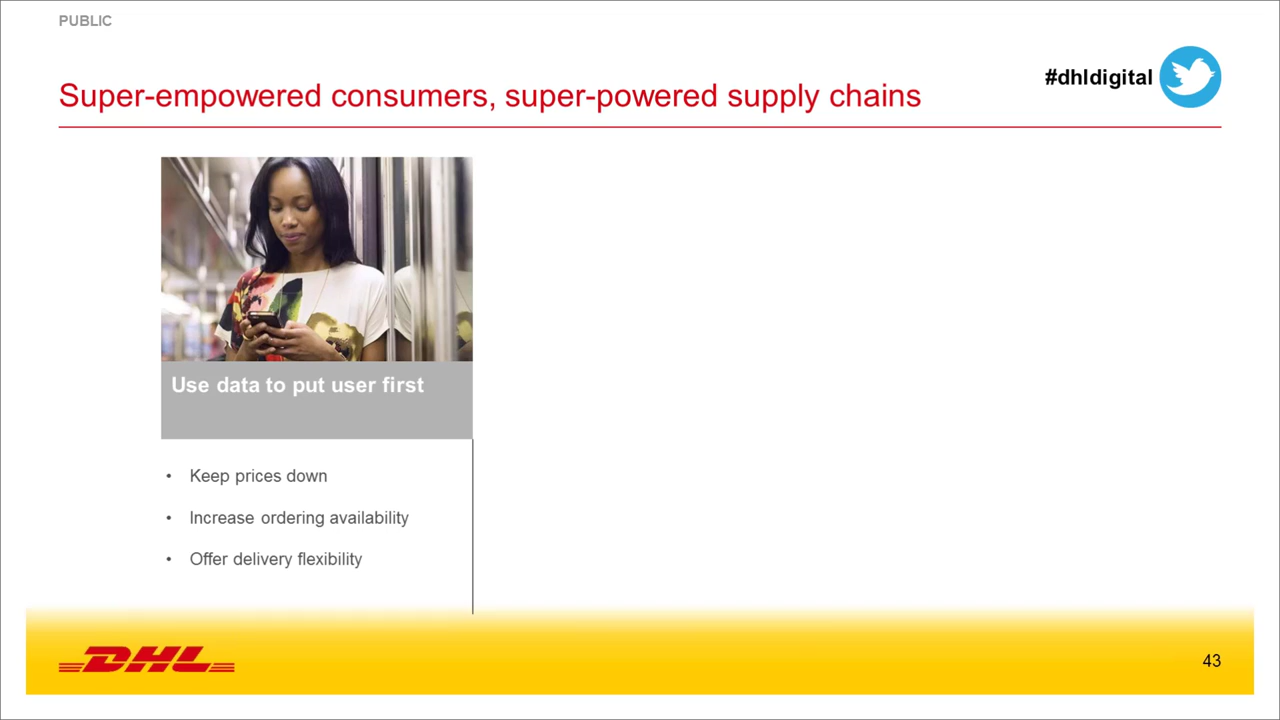 PUBLIC
#dhldigital
Super-empowered consumers, super-powered supply chains
Use data to put user first
• Keep prices down
• Increase ordering availability
• Offer delivery flexibility
DHL
43